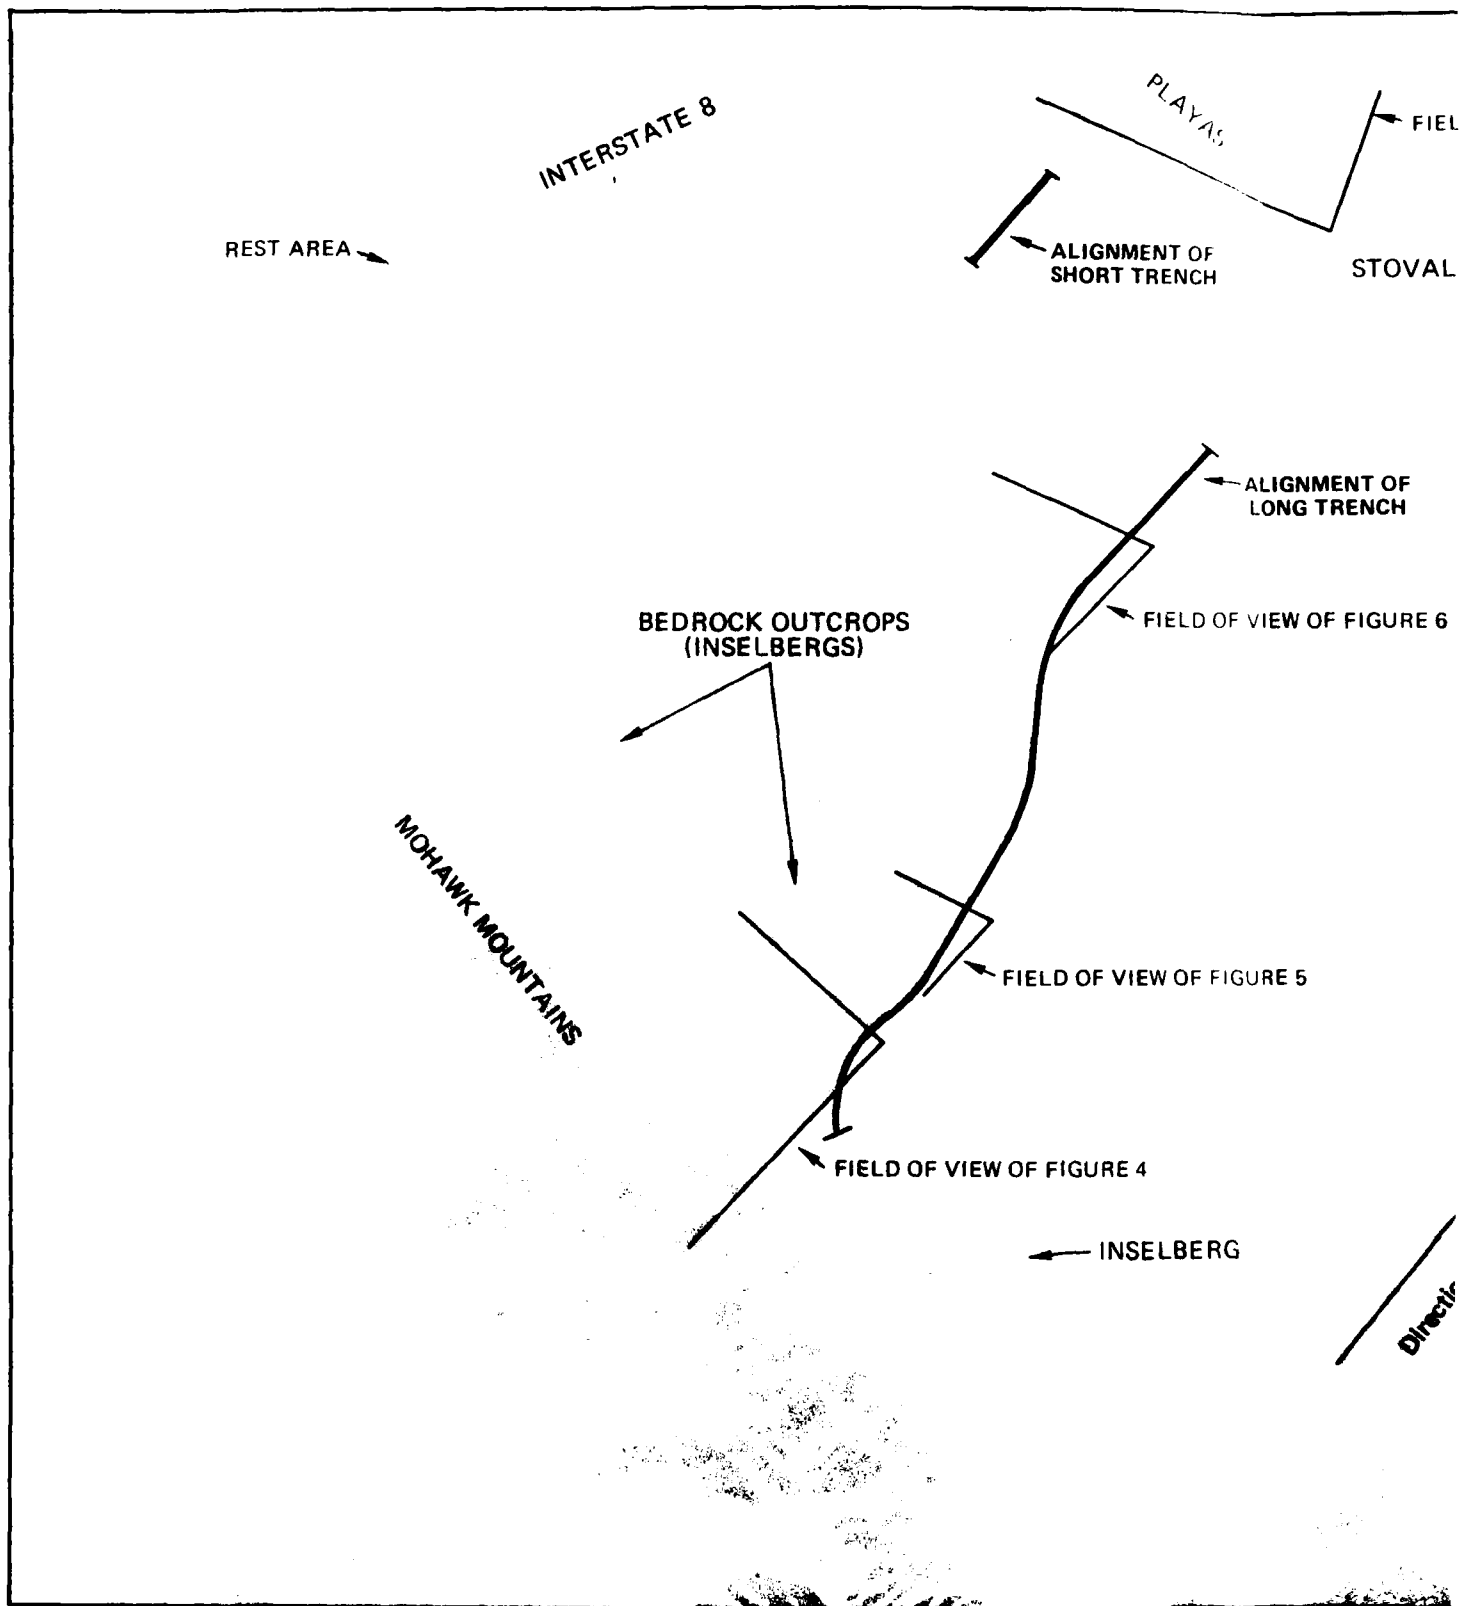 INTERSTATE 8
PLAYAS
FIEL
REST AREA
ALIGNMENT OF
SHORT TRENCH
STOVAL
ALIGNMENT OF
LONG TRENCH
BEDROCK OUTCROPS
(INSELBERGS)
FIELD OF VIEW OF FIGURE 6
MOHAWK MOUNTAINS
FIELD OF VIEW OF FIGURE 5
FIELD OF VIEW OF FIGURE 4
INSELBERG
Directio